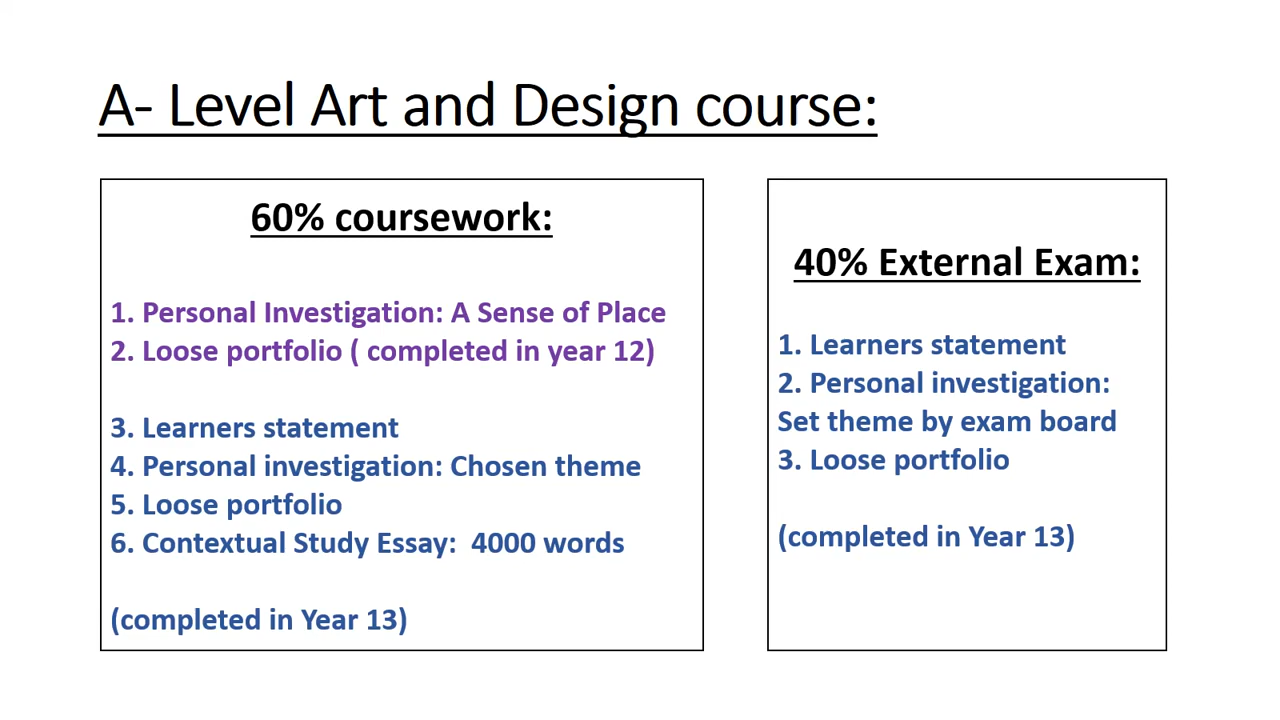 A- Level Art and Design course:
60% coursework:
1. Personal Investigation: A Sense of Place
2. Loose portfolio ( completed in year 12)
3. Learners statement
4. Personal investigation: Chosen theme
5. Loose portfolio
6. Contextual Study Essay:  4000 words
(completed in Year 13)
40% External Exam:
1. Learners statement
2. Personal investigation:
Set theme by exam board
3. Loose portfolio
(completed in Year 13)